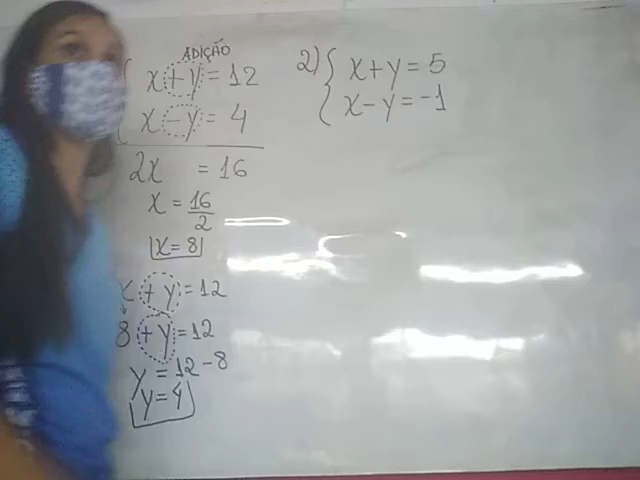 ADIÇÃO
x+y=12
x-y=4
2x =16
x=16/2
x=8
x+y=12
8+y=12
y=12-8
y=4
2) x+y=5
x-y=-1